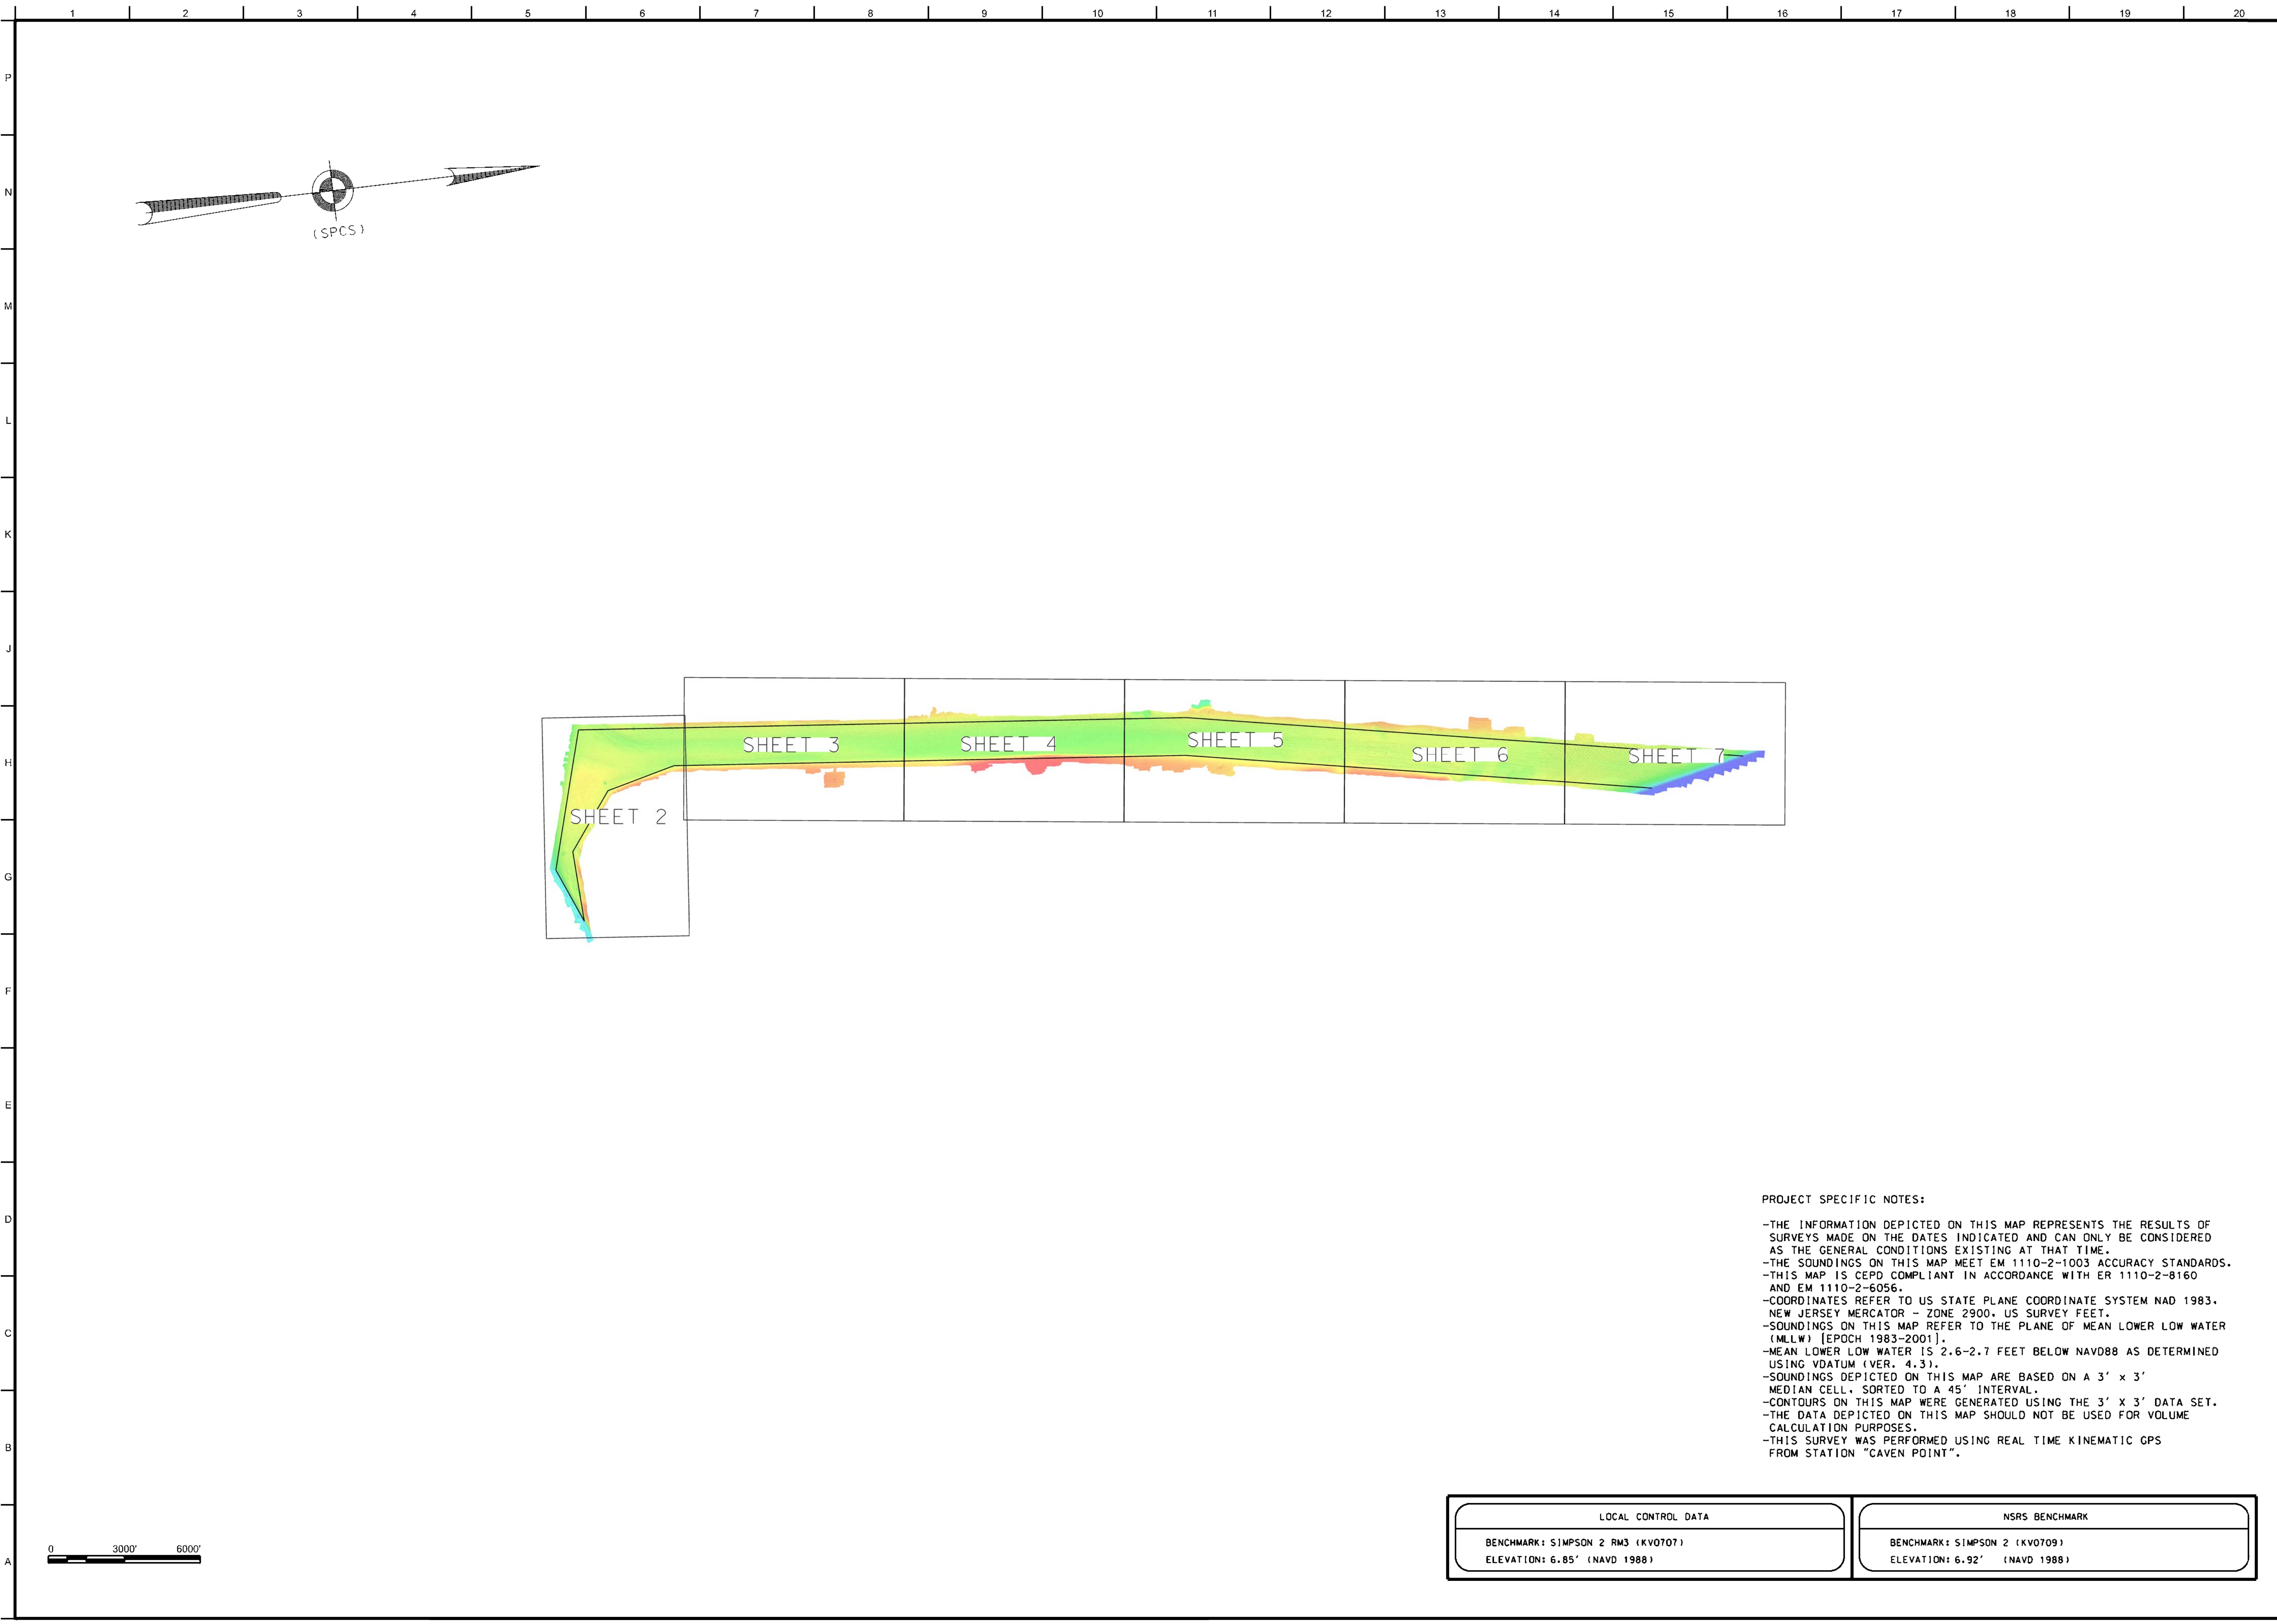 1 2 3 4 5 6 7 8 9 10 11 12 13 14 15 16 17 18 19 20
P
N
(SPCS)
M
L
K
J
H
SHEET 3 SHEET 4 SHEET 5 SHEET 6 SHEET 7
SHEET 2
G
F
E
D
C
B
A
PROJECT SPECIFIC NOTES:
-THE INFORMATION DEPICTED ON THIS MAP REPRESENTS THE RESULTS OF
SURVEYS MADE ON THE DATES INDICATED AND CAN ONLY BE CONSIDERED
AS THE GENERAL CONDITIONS EXISTING AT THAT TIME.
-THE SOUNDINGS ON THIS MAP MEET EM 1110-2-1003 ACCURACY STANDARDS.
-THIS MAP IS CEPD COMPLIANT IN ACCORDANCE WITH ER 1110-2-8160
AND EM 1110-2-6056.
-COORDINATES REFER TO US STATE PLANE COORDINATE SYSTEM NAD 1983,
NEW JERSEY MERCATOR - ZONE 2900, US SURVEY FEET.
-SOUNDINGS ON THIS MAP REFER TO THE PLANE OF MEAN LOWER LOW WATER
(MLLW) [EPOCH 1983-2001].
-MEAN LOWER LOW WATER IS 2.6-2.7 FEET BELOW NAVD88 AS DETERMINED
USING VDATUM (VER. 4.3).
-SOUNDINGS DEPICTED ON THIS MAP ARE BASED ON A 3' x 3'
MEDIAN CELL, SORTED TO A 45' INTERVAL.
-CONTOURS ON THIS MAP WERE GENERATED USING THE 3' X 3' DATA SET.
-THE DATA DEPICTED ON THIS MAP SHOULD NOT BE USED FOR VOLUME
CALCULATION PURPOSES.
-THIS SURVEY WAS PERFORMED USING REAL TIME KINEMATIC GPS
FROM STATION "CAVEN POINT".
LOCAL CONTROL DATA
BENCHMARK: SIMPSON 2 RM3 (KV0707)
ELEVATION: 6.85' (NAVD 1988)
NSRS BENCHMARK
BENCHMARK: SIMPSON 2 (KV0709)
ELEVATION: 6.92' (NAVD 1988)
0 3000' 6000'